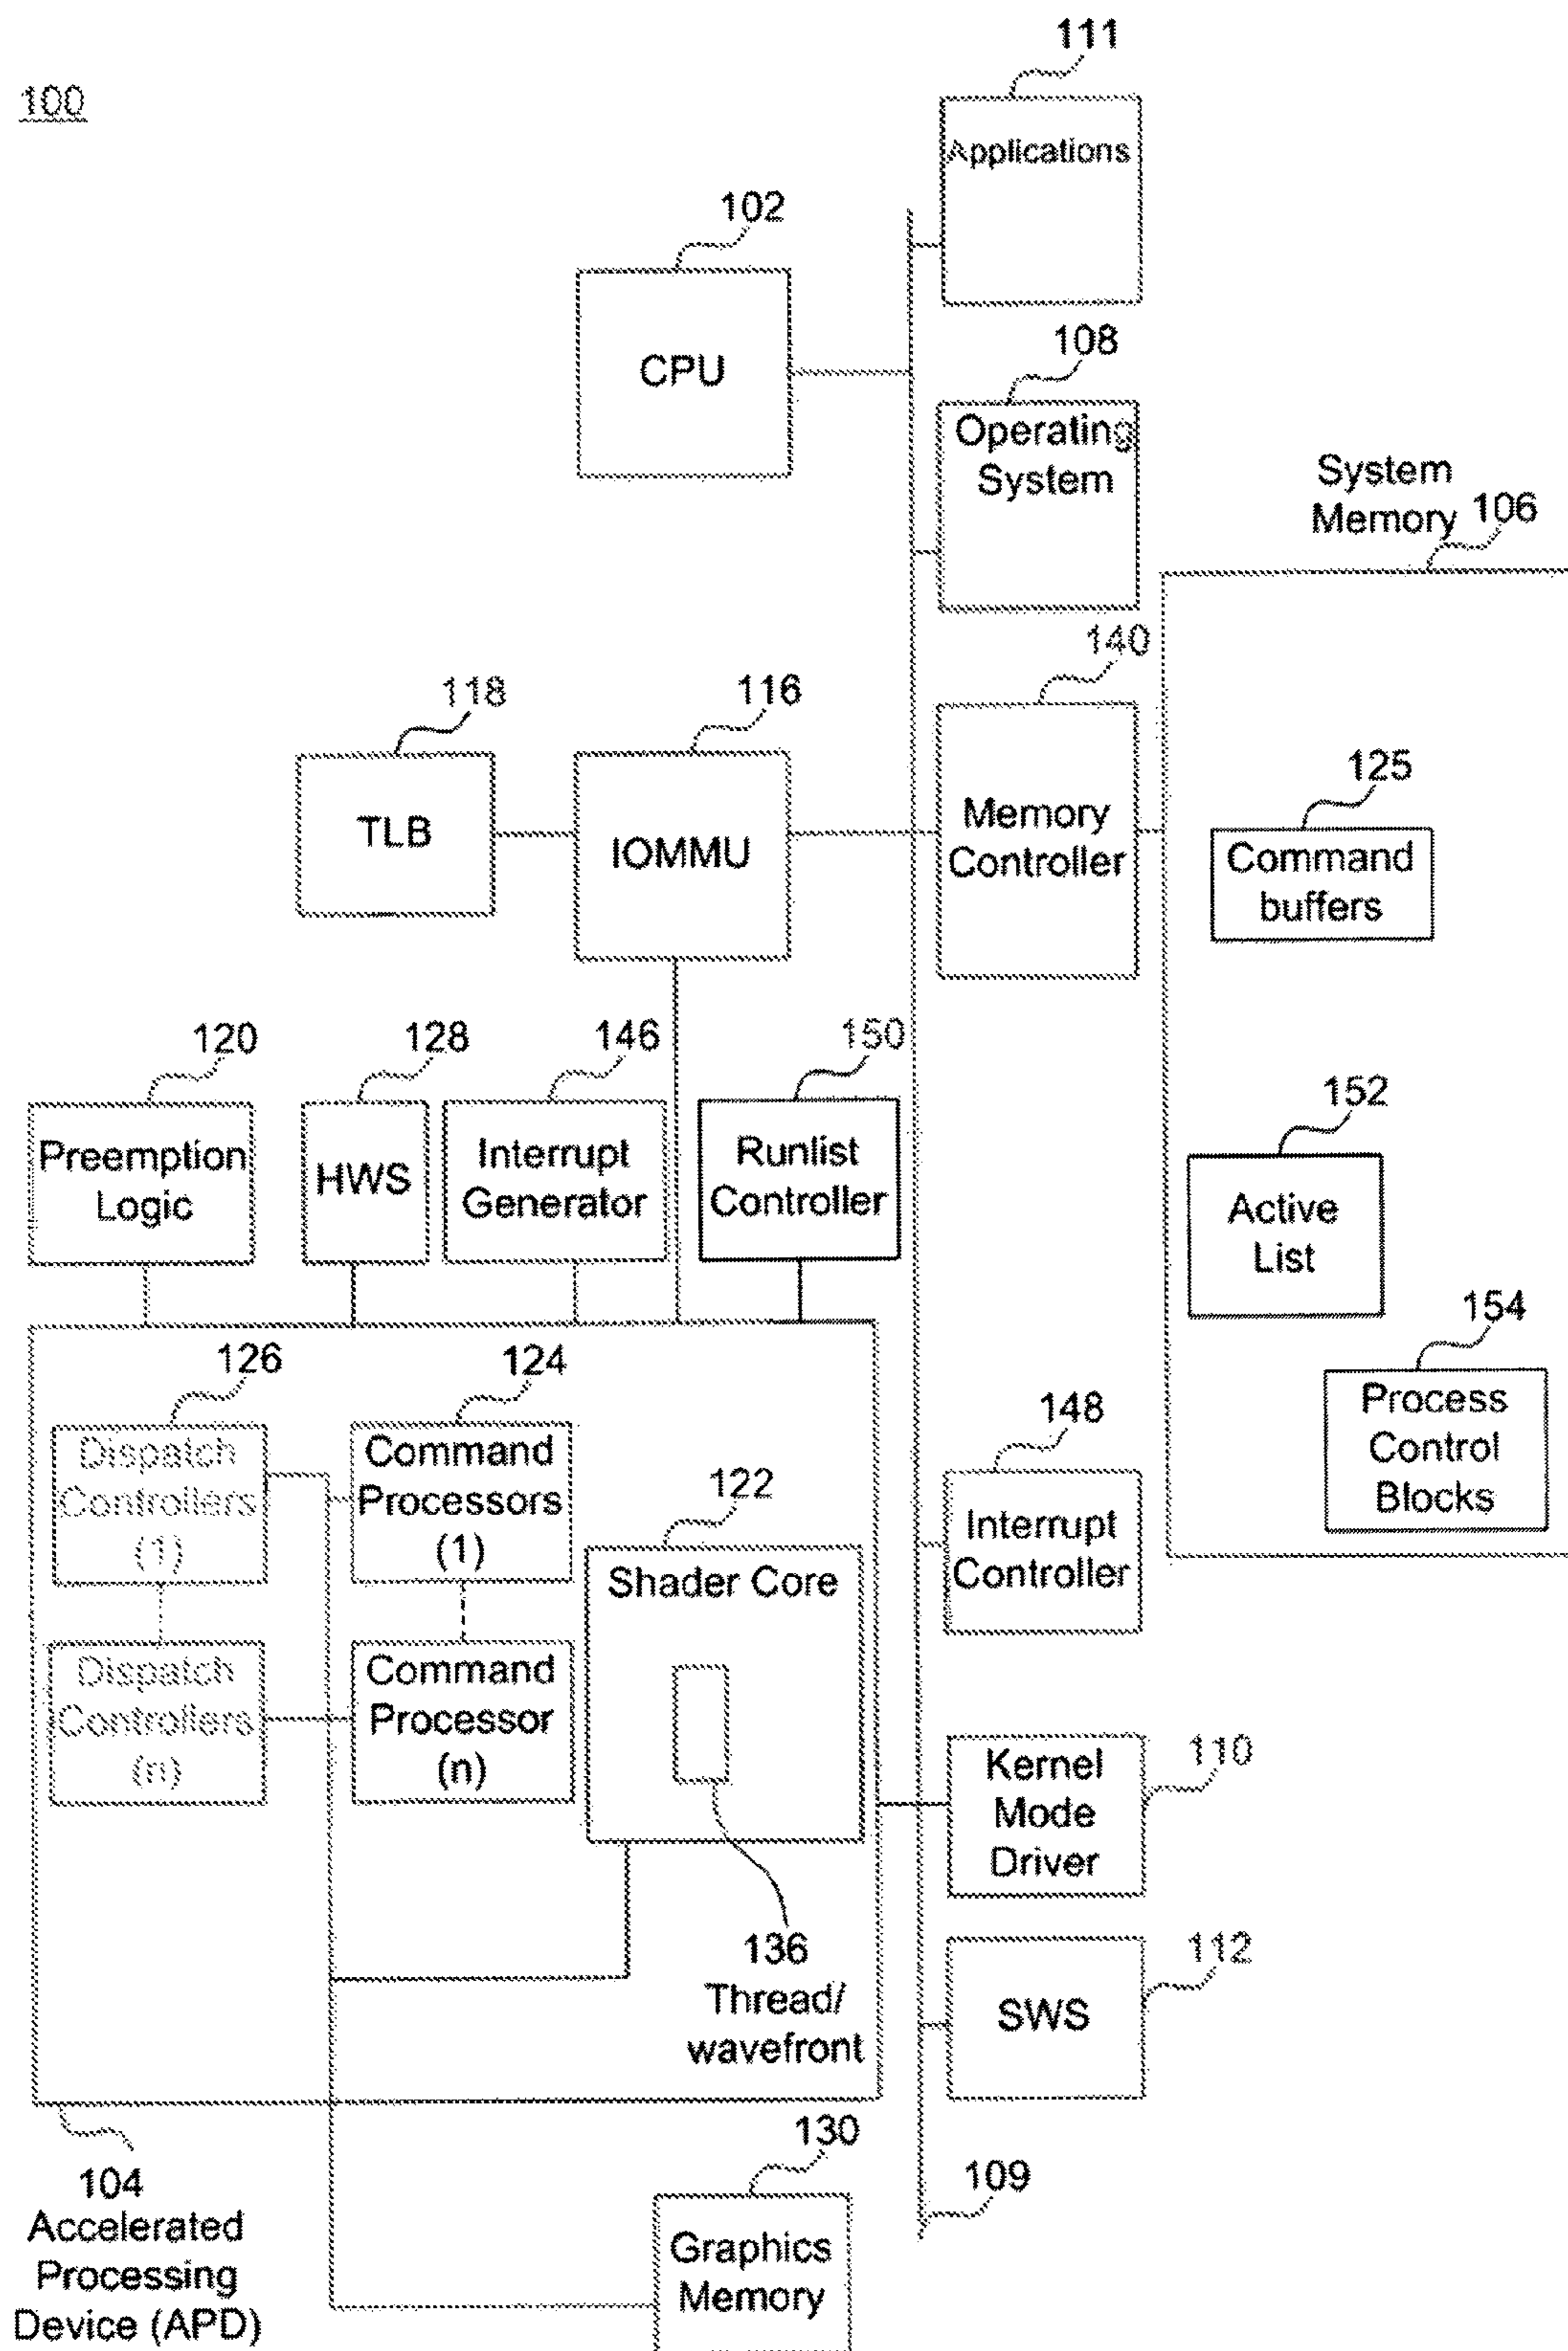 111
100
Applications
102
CPU
108
Operating
System
System
Memory 106
140
118
116
TLB
IOMMU
Memory
Controller
125
Command
buffers
120
128
146
150
Preemption
Logic
HWS
Interrupt
Generator
Runlist
Controller
152
Active
List
154
Process
Control
Blocks
126
124
Dispatch
Controllers
(1)
Command
Processors
(1)
122
Shader Core
148
Interrupt
Controller
Dispatch
Controllers
(n)
Command
Processor
(n)
110
Kernel
Mode
Driver
136
Thread/
wavefront
112
SWS
104
Accelerated
Processing
Device (APD)
130
Graphics
Memory
109